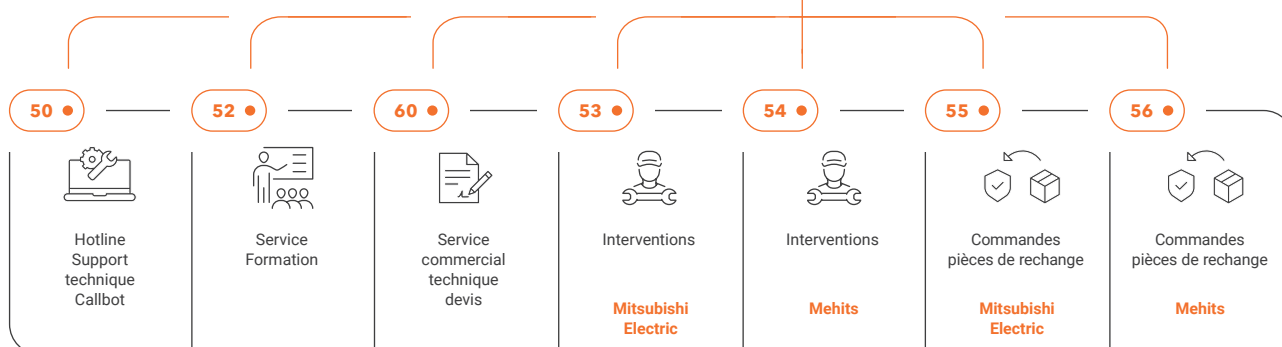 50
52
60
53
54
55
56
Hotline
Support
technique
Callbot
Service
Formation
Service
commercial
technique
devis
Interventions
Mitsubishi
Electric
Interventions
Mehits
Commandes
pièces de rechange
Mitsubishi
Electric
Commandes
pièces de rechange
Mehits